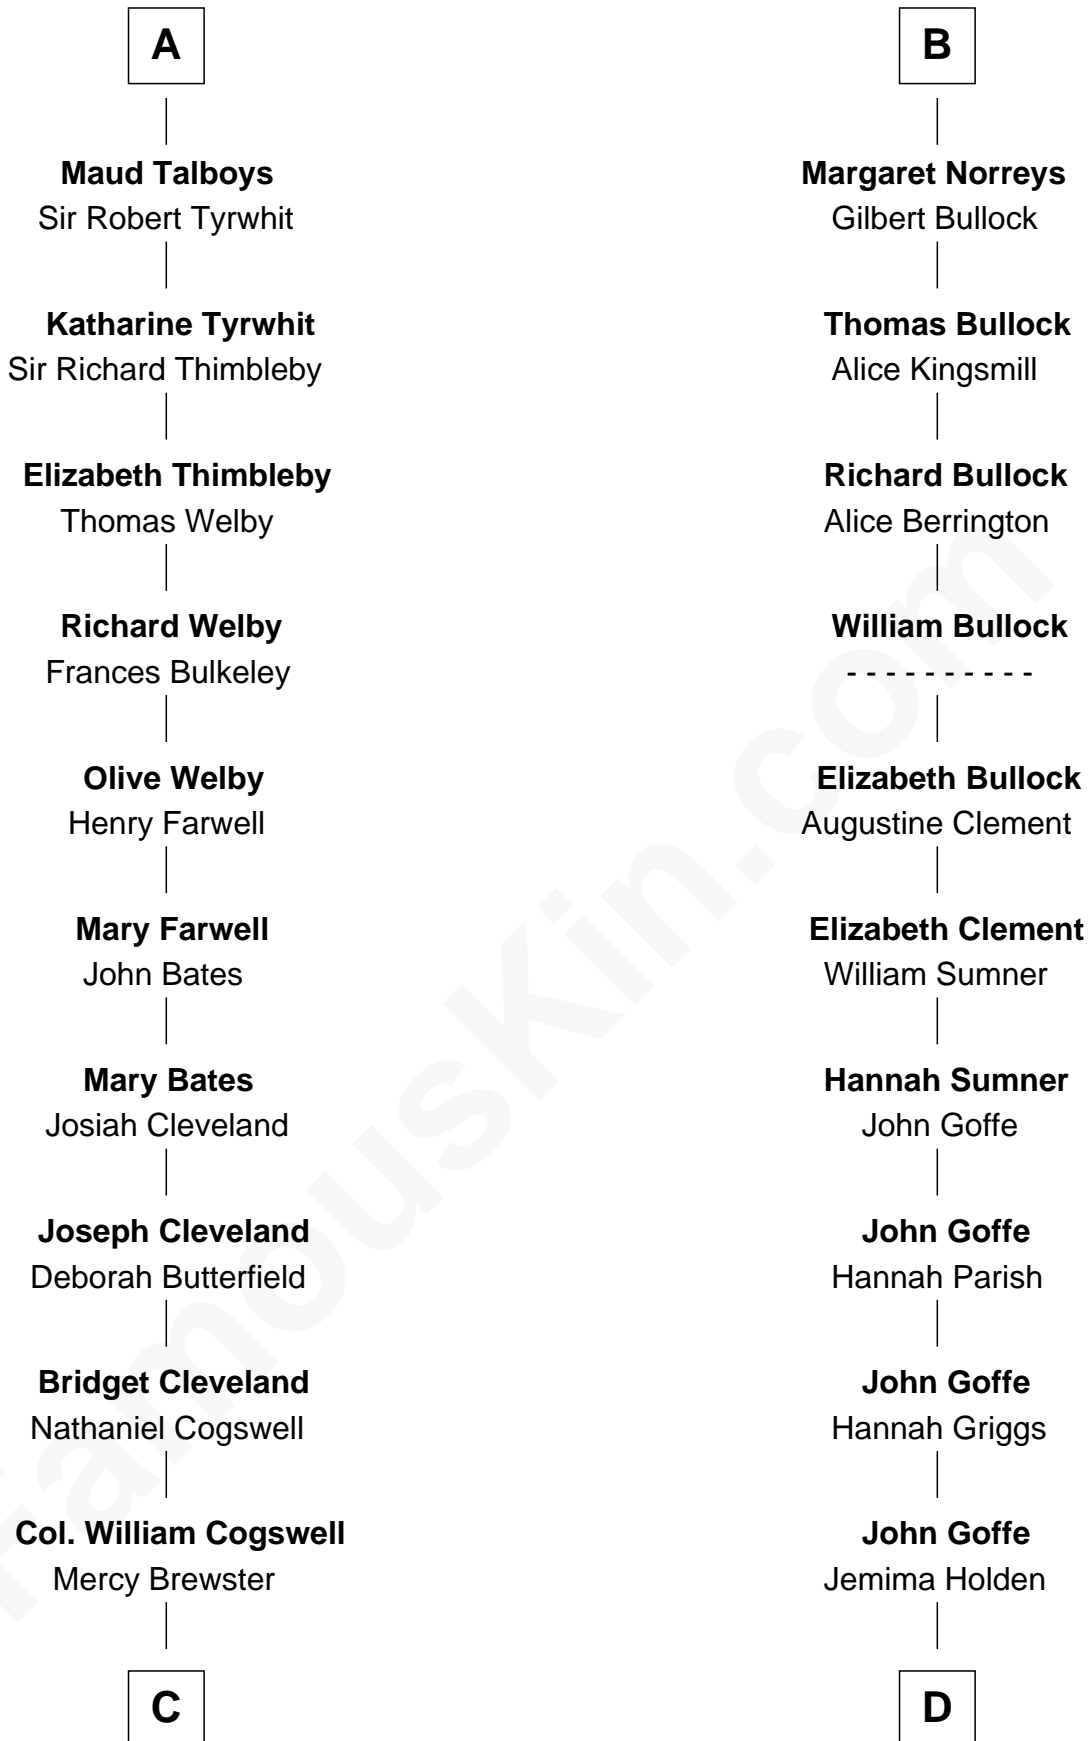 A
Maud Talboys
Sir Robert Tyrwhit
Katharine Tyrwhit
Sir Richard Thimbleby
Elizabeth Thimbleby
Thomas Welby
Richard Welby
Frances Bulkeley
Olive Welby
Henry Farwell
Mary Farwell
John Bates
Mary Bates
Josiah Cleveland
Joseph Cleveland
Deborah Butterfield
Bridget Cleveland
Nathaniel Cogswell
Col. William Cogswell
Mercy Brewster
C
B
Margaret Norreys
Gilbert Bullock
Thomas Bullock
Alice Kingsmill
Richard Bullock
Alice Berrington
William Bullock
- - - - - - - - - -
Elizabeth Bullock
Augustine Clement
Elizabeth Clement
William Sumner
Hannah Sumner
John Goffe
John Goffe
Hannah Parish
John Goffe
Hannah Griggs
John Goffe
Jemima Holden
D
FamousKin.com